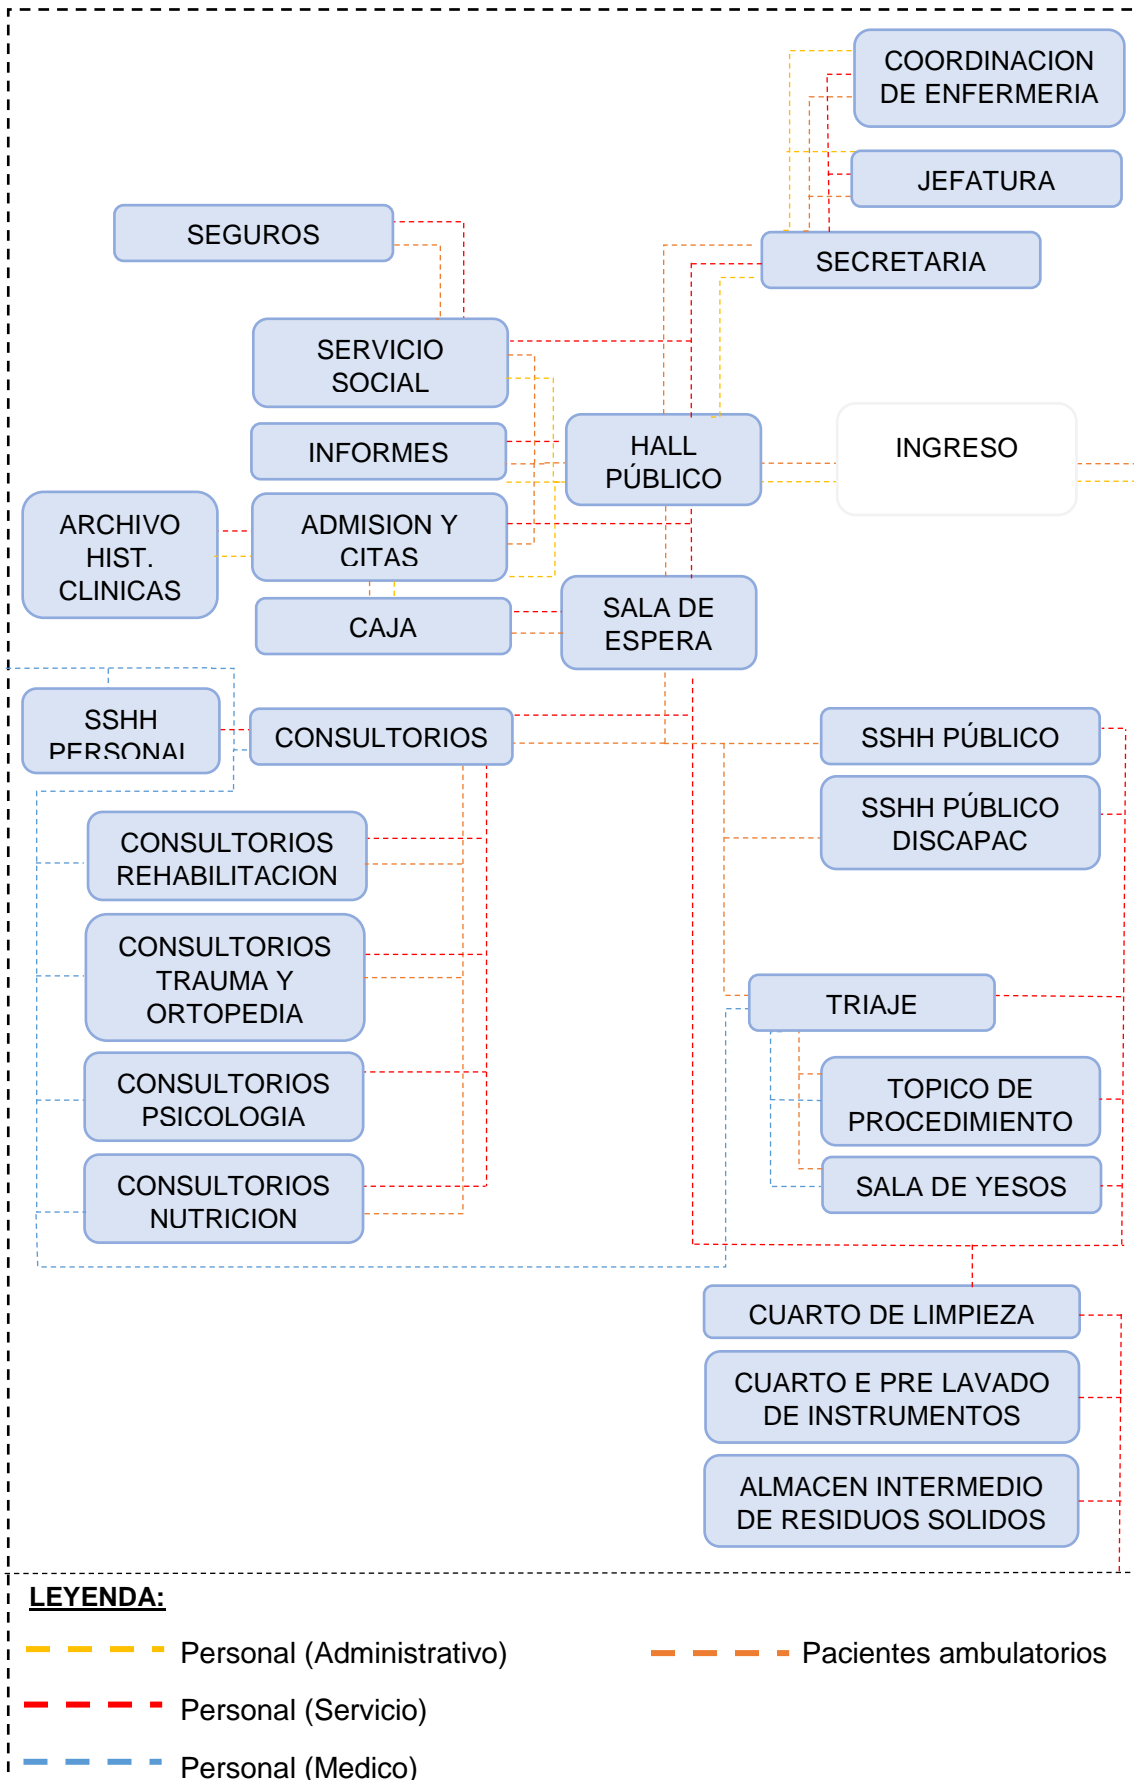 COORDINACION
DE ENFERMERIA
JEFATURA
SEGUROS
SECRETARIA
SERVICIO
SOCIAL
INFORMES
HALL
PÚBLICO
INGRESO
ARCHIVO
HIST.
CLINICAS
ADMISION Y
CITAS
CAJA
SALA DE
ESPERA
SSHH
PERSONAL
CONSULTORIOS
SSHH PÚBLICO
SSHH PÚBLICO
DISCAPAC
CONSULTORIOS
REHABILITACION
CONSULTORIOS
TRAUMA Y
ORTOPEDIA
TRIAJE
CONSULTORIOS
PSICOLOGIA
TOPICO DE
PROCEDIMIENTO
CONSULTORIOS
NUTRICION
SALA DE YESOS
CUARTO DE LIMPIEZA
CUARTO E PRE LAVADO
DE INSTRUMENTOS
ALMACEN INTERMEDIO
DE RESIDUOS SOLIDOS
LEYENDA:
Personal (Administrativo)
Pacientes ambulatorios
Personal (Servicio)
Personal (Medico)